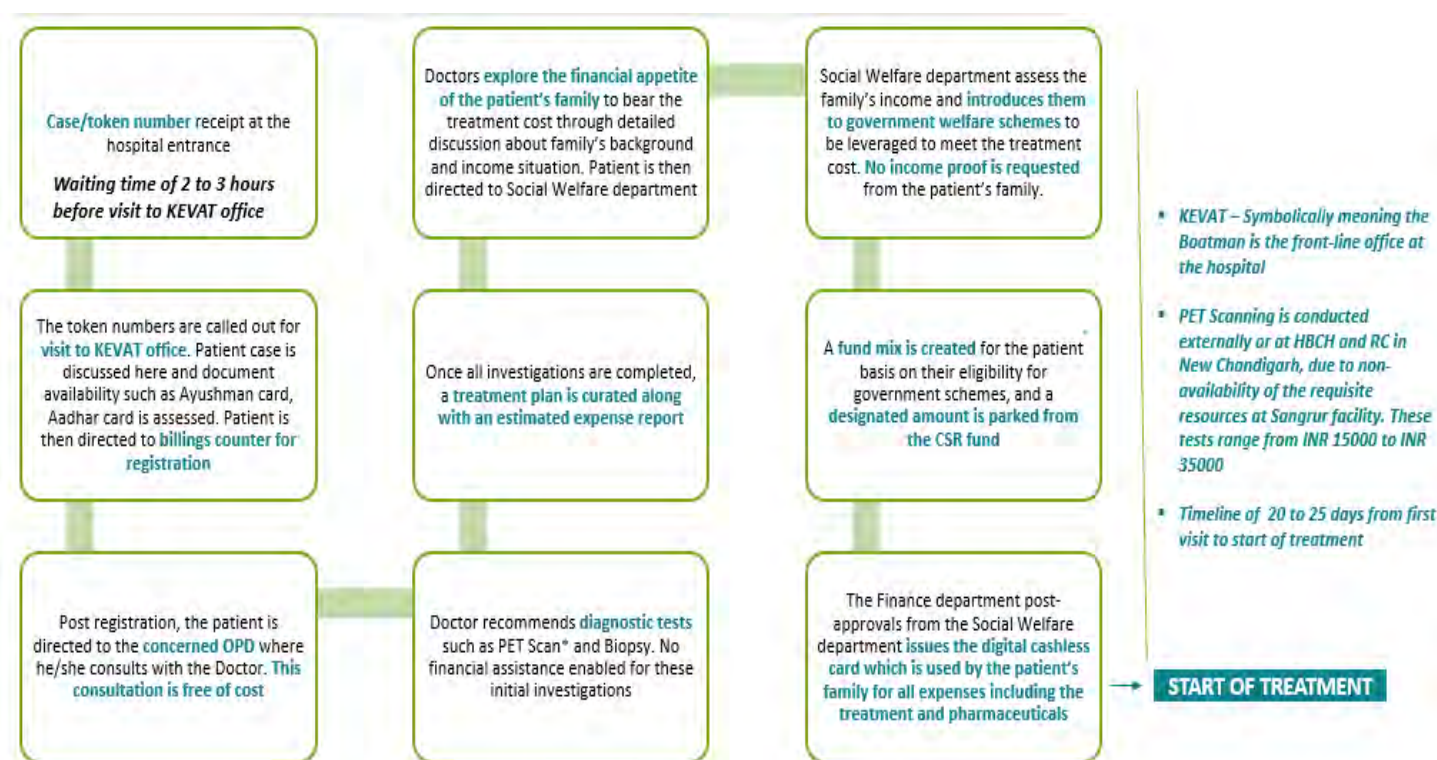 Case/token number receipt at the
hospital entrance
Waiting time of 2 to 3 hours
before visit to KEVAT office
The token numbers are called out for
visit to KEVAT office. Patient case is
discussed here and document
availability such as Ayushman card,
Aadhar card is assessed. Patient is
then directed to billings counter for
registration
Post registration, the patient is
directed to the concerned OPD where
he/she consults with the Doctor. This
consultation is free of cost
Doctor recommends diagnostic tests
such as PET Scan* and Biopsy. No
financial assistance enabled for these
initial investigations
Once all investigations are completed,
a treatment plan is curated along
with an estimated expense report
Doctors explore the financial appetite
of the patient's family to bear the
treatment cost through detailed
discussion about family's background
and income situation. Patient is then
directed to Social Welfare department
Social Welfare department assess the
family's income and introduces them
to government welfare schemes to
be leveraged to meet the treatment
cost. No income proof is requested
from the patient's family.
A fund mix is created for the patient
basis on their eligibility for
government schemes, and a
designated amount is parked from
the CSR fund
The Finance department post-
approvals from the Social Welfare
department issues the digital cashless
card which is used by the patient's
family for all expenses including the
treatment and pharmaceuticals
START OF TREATMENT
* KEVAT – Symbolically meaning the
Boatman is the front-line office at
the hospital
* PET Scanning is conducted
externally or at HBCH and RC in
New Chandigarh, due to non-
availability of the requisite
resources at Sangrur facility. These
tests range from INR 15000 to INR
35000
* Timeline of 20 to 25 days from first
visit to start of treatment